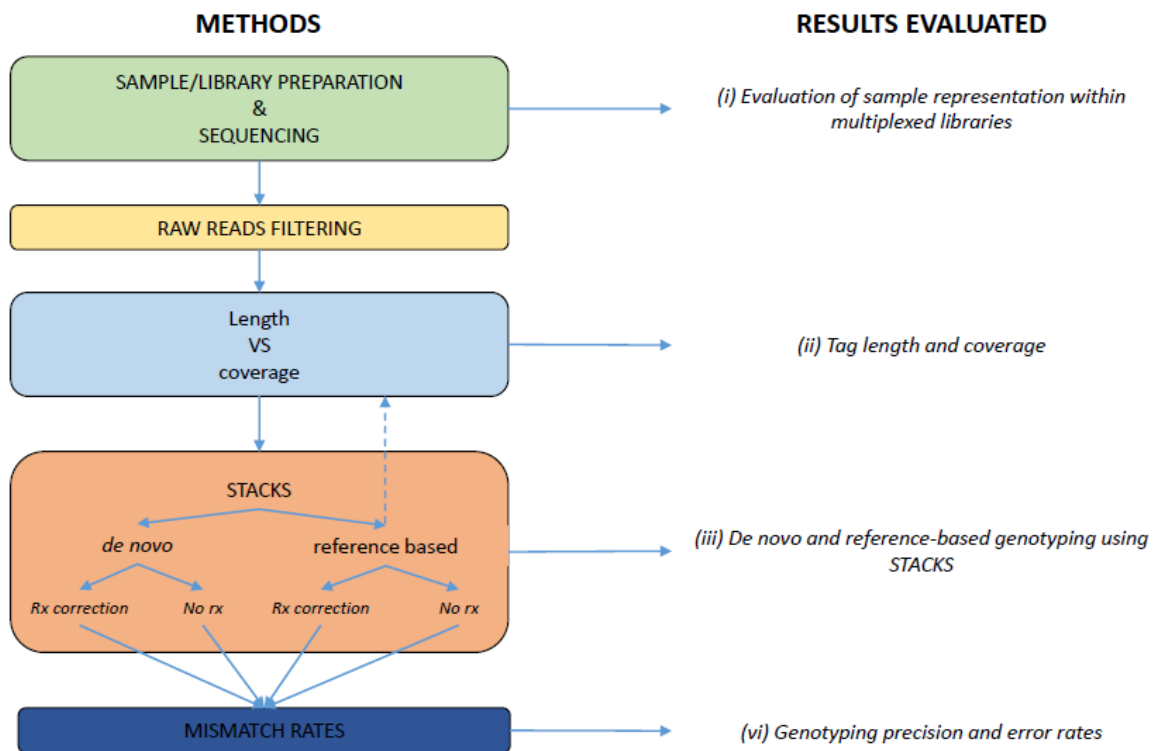 METHODS
RESULTS EVALUATED
SAMPLE/LIBRARY PREPARATION
&
SEQUENCING
(i) Evaluation of sample representation within
multiplexed libraries
RAW READS FILTERING
Length
VS
coverage
(ii) Tag length and coverage
STACKS
de novo
reference based
(iii) De novo and reference-based genotyping using
STACKS
Rx correction
No rx
Rx correction
No rx
MISMATCH RATES
(vi) Genotyping precision and error rates